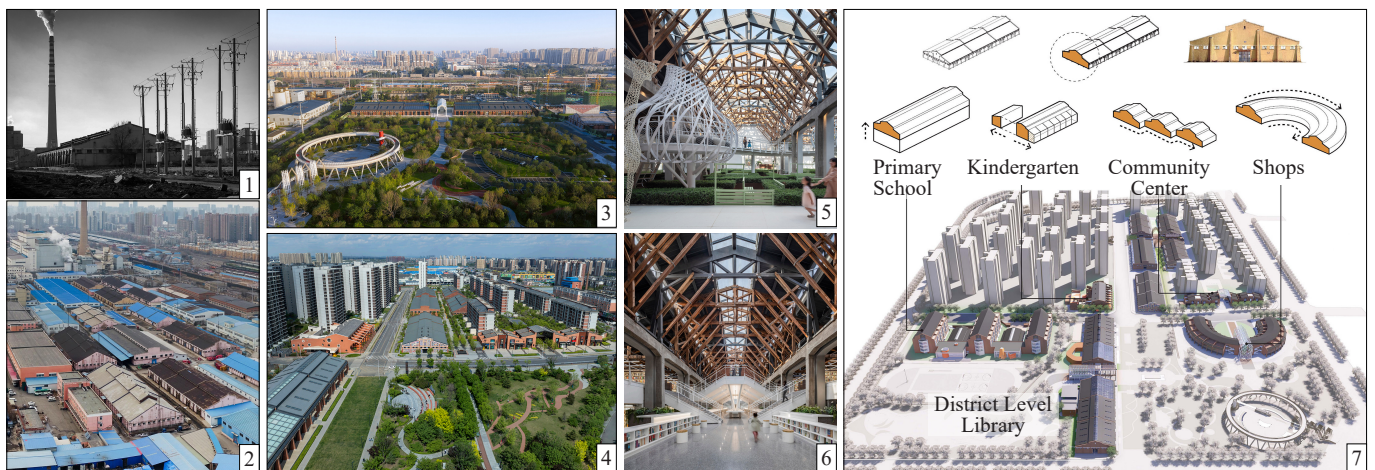 1
2
3
4
5
6
Primary
School
Kindergarten
Community
Center
Shops
District Level
Library
7